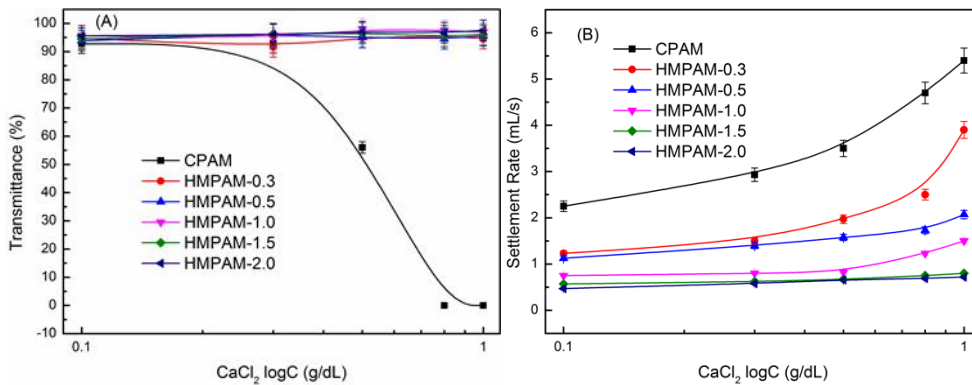 (A)
100
90
80
70
60
50
40
30
20
10
0
-10
Transmittance (%)
CPAM
HMPAM-0.3
HMPAM-0.5
HMPAM-1.0
HMPAM-1.5
HMPAM-2.0
0.1
1
CaCl₂ logC (g/dL)
(B)
6
5
4
3
2
1
0
Settlement Rate (mL/s)
CPAM
HMPAM-0.3
HMPAM-0.5
HMPAM-1.0
HMPAM-1.5
HMPAM-2.0
0.1
1
CaCl₂ logC (g/dL)